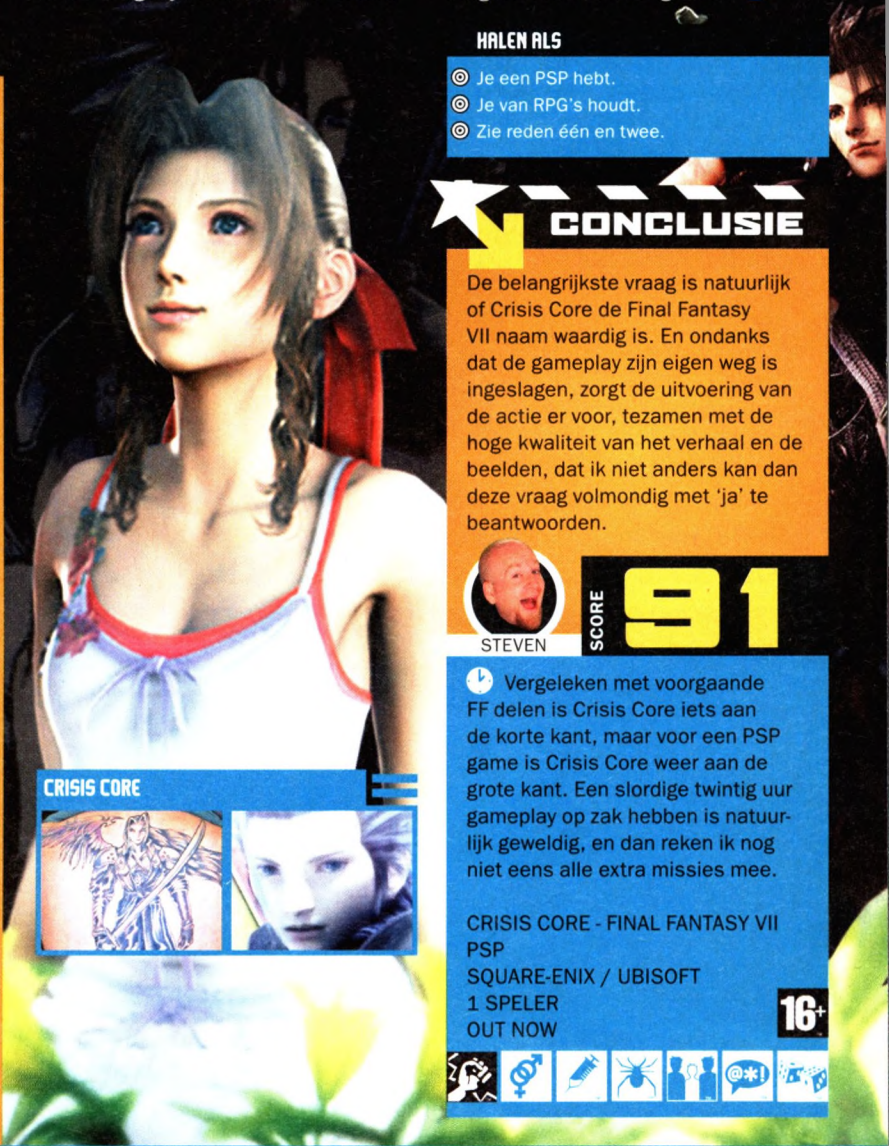 HALEN ALS
Je een PSP hebt.
Je van RPG's houdt.
Zie reden één en twee.
CONCLUSIE
De belangrijkste vraag is natuurlijk
of Crisis Core de Final Fantasy
VII naam waardig is. En ondanks
dat de gameplay zijn eigen weg is
ingeslagen, zorgt de uitvoering van
de actie er voor, tezamen met de
hoge kwaliteit van het verhaal en de
beelden, dat ik niet anders kan dan
deze vraag volmondig met ‘ja’ te
beantwoorden.
STEVEN
SCORE
91
Vergeleken met voorgaande
FF delen is Crisis Core iets aan
de korte kant, maar voor een PSP
game is Crisis Core weer aan de
grote kant. Een slordige twintig uur
gameplay op zak hebben is natuur-
lijk geweldig, en dan reken ik nog
niet eens alle extra missies mee.
CRISIS CORE - FINAL FANTASY VII
PSP
SQUARE-ENIX / UBISOFT
1 SPELER
OUT NOW
16+
@*!
CRISIS CORE